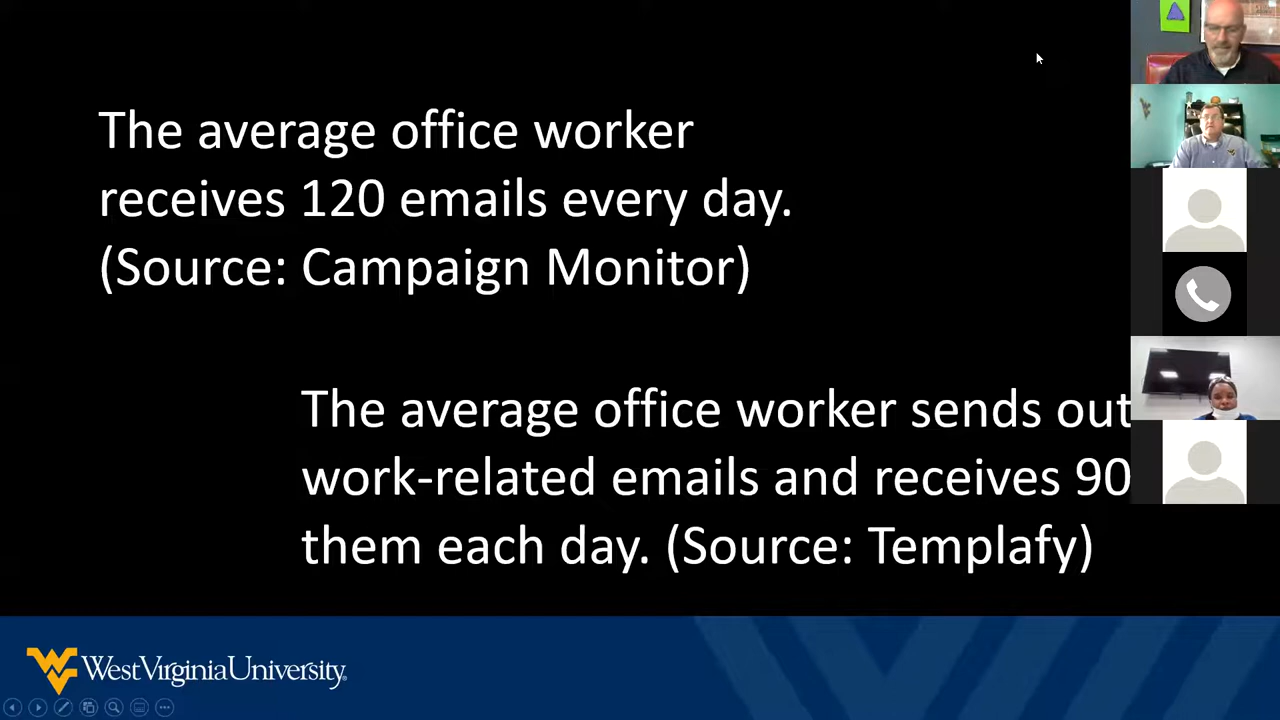 The average office worker
receives 120 emails every day.
(Source: Campaign Monitor)
The average office worker sends out
work-related emails and receives 90
them each day. (Source: Templafy)
WestVirginiaUniversity.